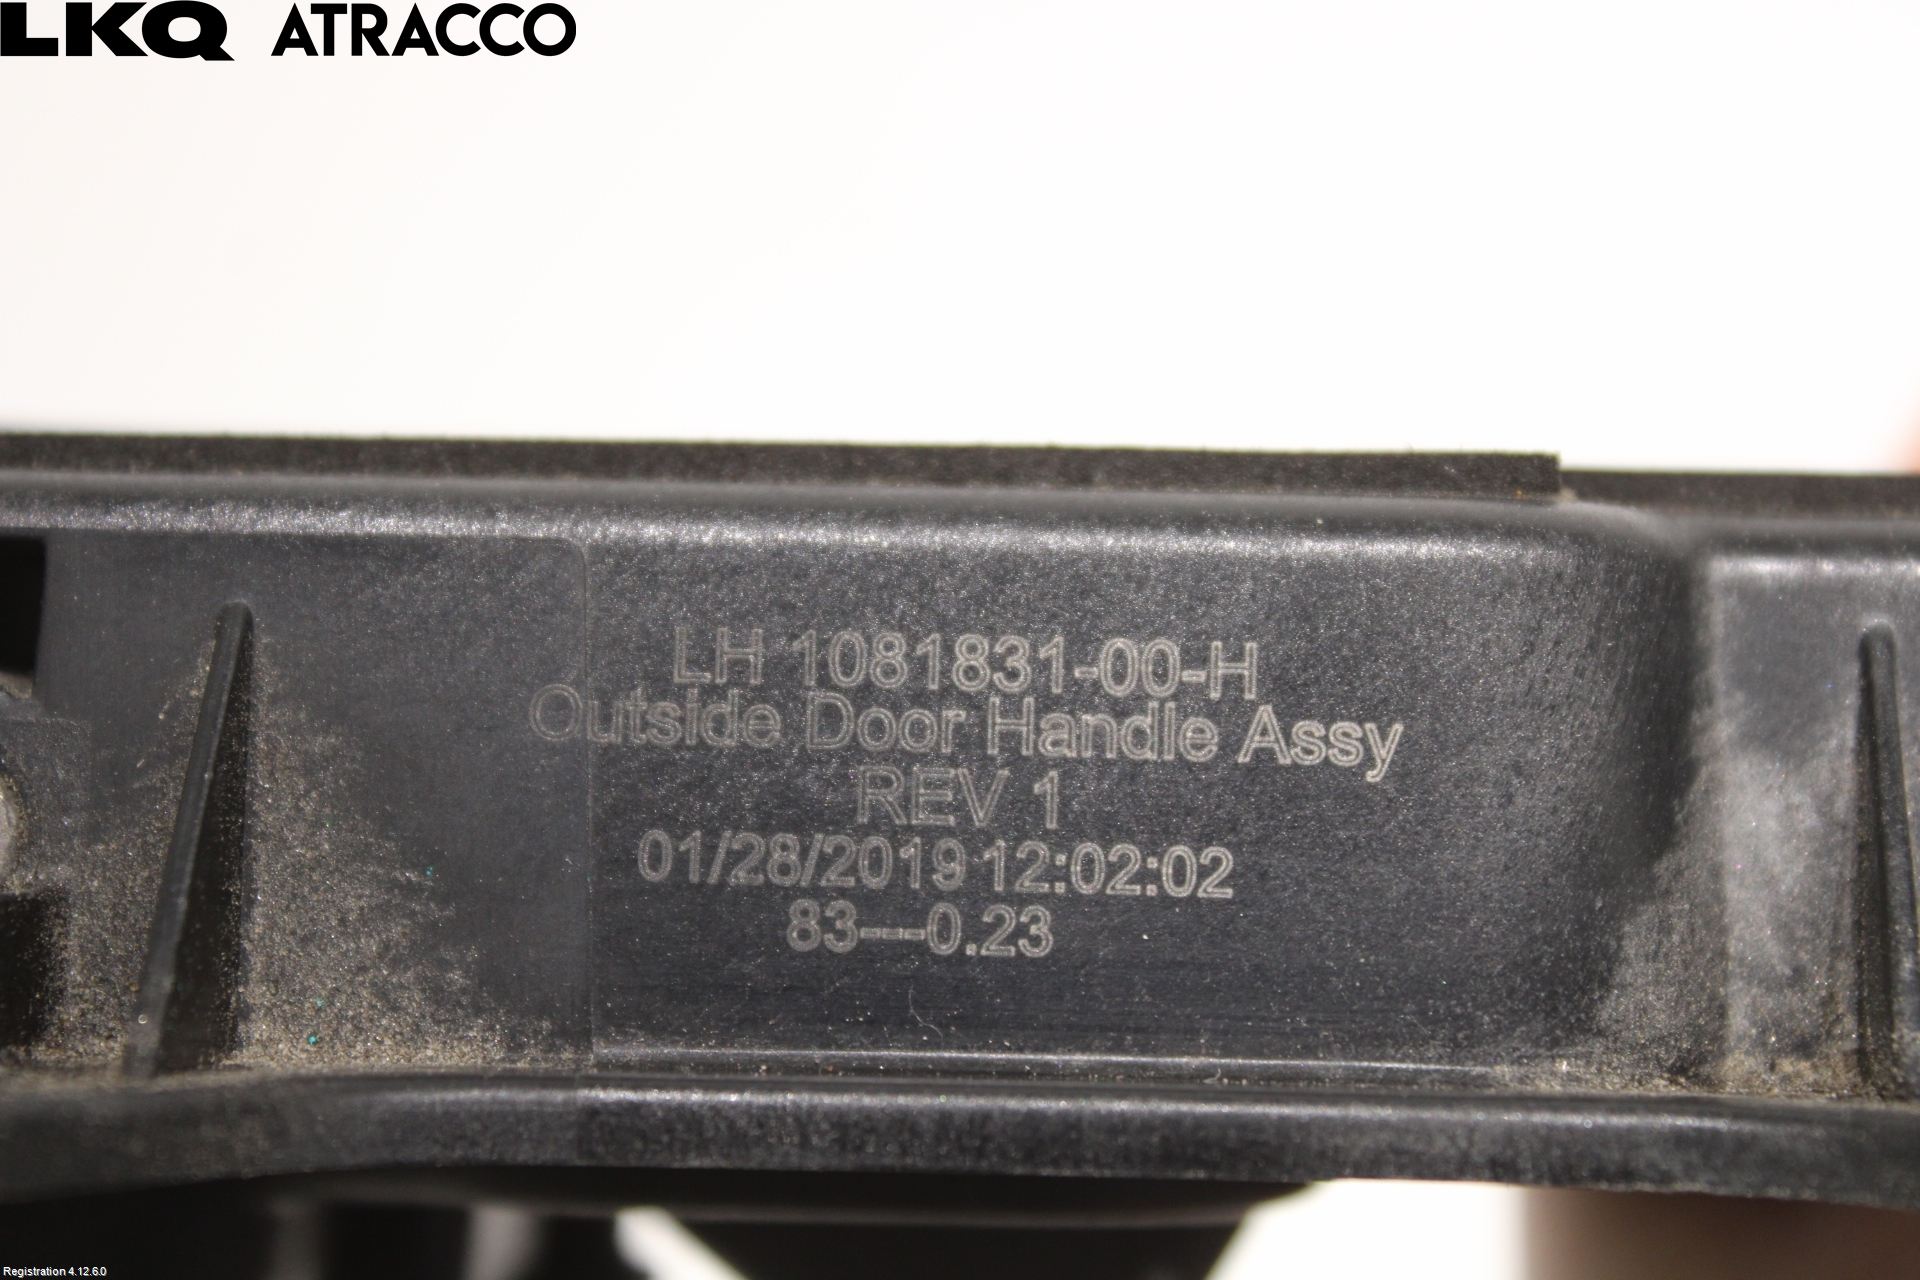 LKQ ATRACCO
LH 1081831-00-H
Outside Door Handle Assy
REV 1
01/28/2019 12:02:02
83---0.23
Registration 4.12.6.0